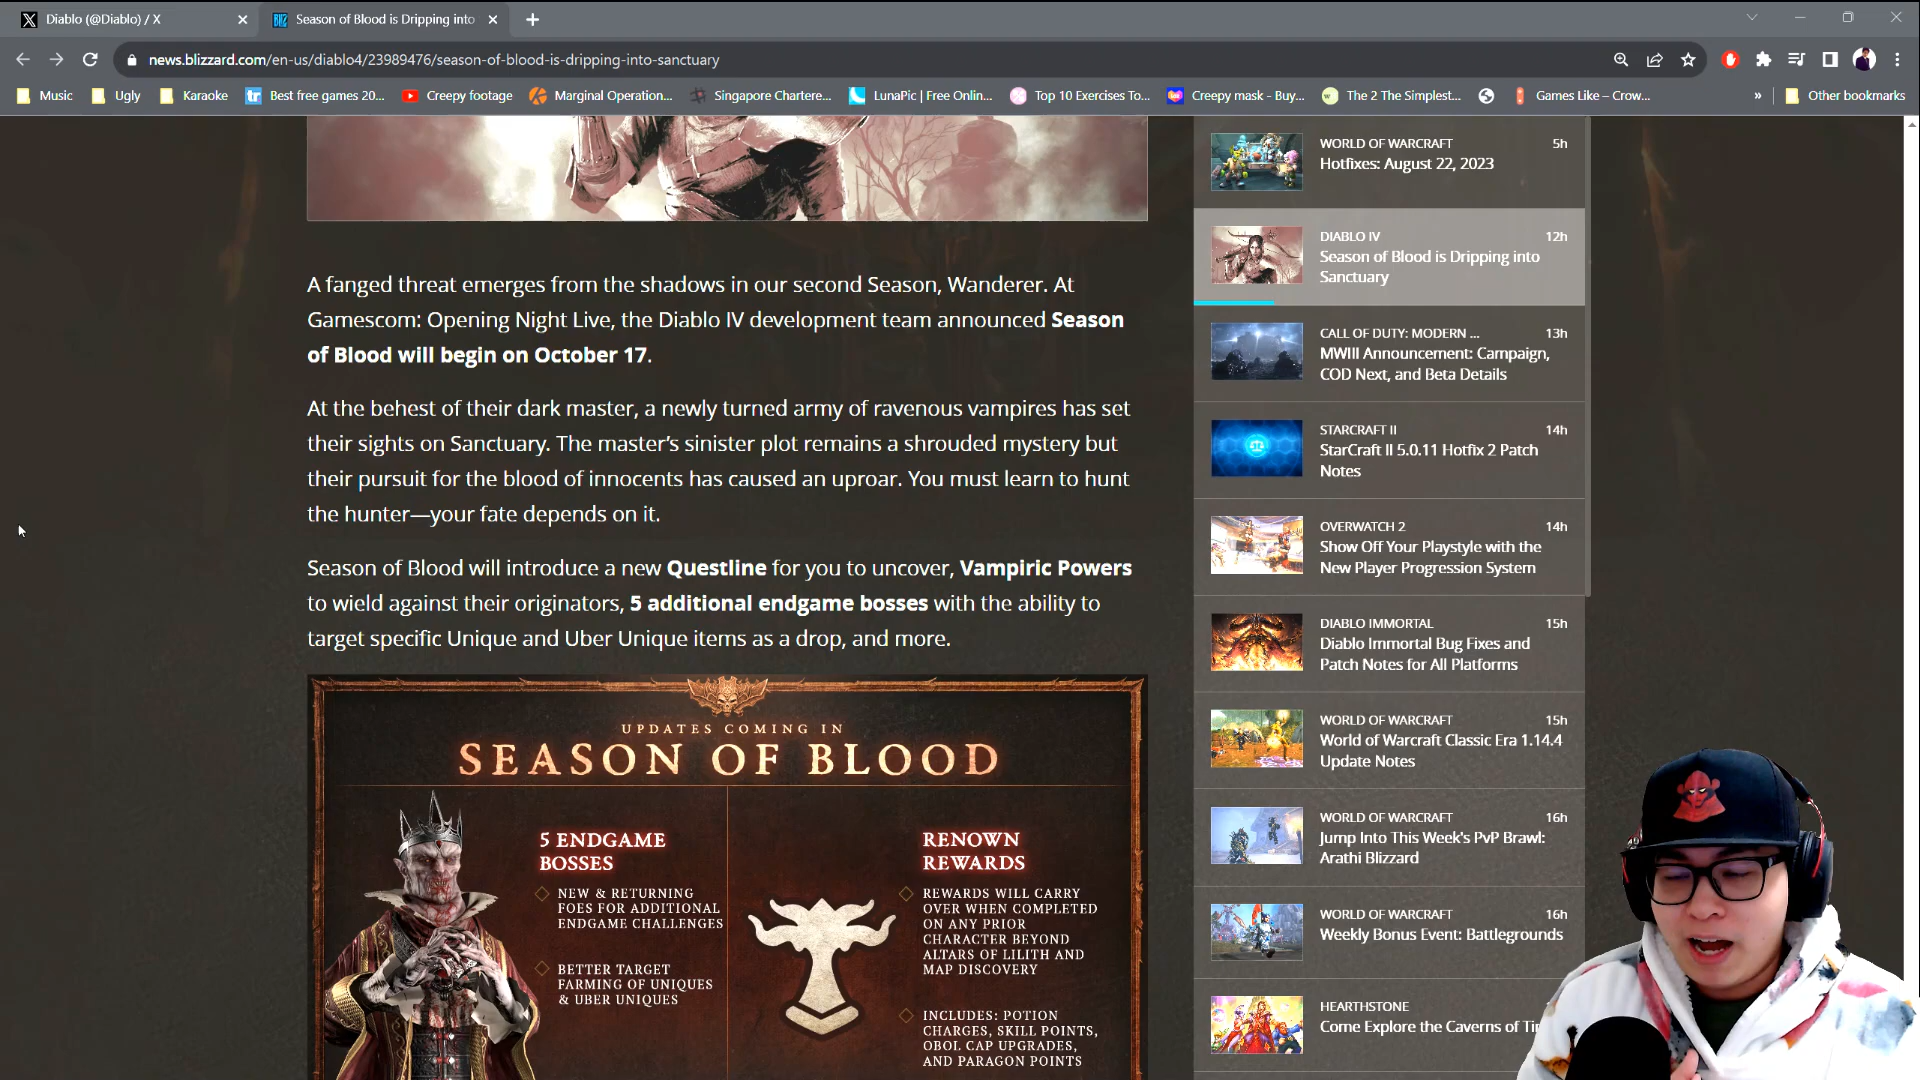 Diablo (@Diablo) / X
Season of Blood is Dripping into
news.blizzard.com/en-us/diablo4/23989476/season-of-blood-is-dripping-into-sanctuary
Music
Ugly
Karaoke
Best free games 20...
Creepy footage
Marginal Operation...
Singapore Chartere...
LunaPic | Free Onlin...
Top 10 Exercises To...
Creepy mask - Buy...
The 2 The Simplest...
Games Like – Crow...
»
Other bookmarks
A fanged threat emerges from the shadows in our second Season, Wanderer. At
Gamescom: Opening Night Live, the Diablo IV development team announced Season
of Blood will begin on October 17.
At the behest of their dark master, a newly turned army of ravenous vampires has set
their sights on Sanctuary. The master's sinister plot remains a shrouded mystery but
their pursuit for the blood of innocents has caused an uproar. You must learn to hunt
the hunter—your fate depends on it.
Season of Blood will introduce a new Questline for you to uncover, Vampiric Powers
to wield against their originators, 5 additional endgame bosses with the ability to
target specific Unique and Uber Unique items as a drop, and more.
UPDATES COMING IN
SEASON OF BLOOD
5 ENDGAME
BOSSES
NEW & RETURNING
FOES FOR ADDITIONAL
ENDGAME CHALLENGES
BETTER TARGET
FARMING OF UNIQUES
& UBER UNIQUES
RENOWN
REWARDS
REWARDS WILL CARRY
OVER WHEN COMPLETED
ON ANY PRIOR
CHARACTER BEYOND
ALTARS OF LILITH AND
MAP DISCOVERY
INCLUDES: POTION
CHARGES, SKILL POINTS,
OBOL CAP UPGRADES,
AND PARAGON POINTS
WORLD OF WARCRAFT 5h
Hotfixes: August 22, 2023
DIABLO IV 12h
Season of Blood is Dripping into
Sanctuary
CALL OF DUTY: MODERN ... 13h
MWIII Announcement: Campaign,
COD Next, and Beta Details
STARCRAFT II 14h
StarCraft II 5.0.11 Hotfix 2 Patch
Notes
OVERWATCH 2 14h
Show Off Your Playstyle with the
New Player Progression System
DIABLO IMMORTAL 15h
Diablo Immortal Bug Fixes and
Patch Notes for All Platforms
WORLD OF WARCRAFT 15h
World of Warcraft Classic Era 1.14.4
Update Notes
WORLD OF WARCRAFT 16h
Jump Into This Week's PvP Brawl:
Arathi Blizzard
WORLD OF WARCRAFT 16h
Weekly Bonus Event: Battlegrounds
HEARTHSTONE
Come Explore the Caverns of